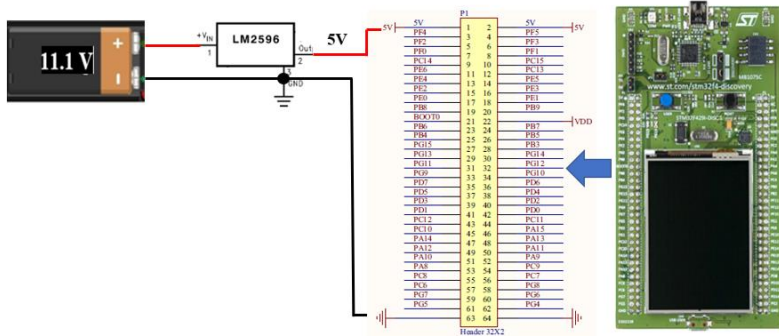 11.1 V
+
−
+VIN
1
LM2596
Out:
2
3
GND
5V
P1
5V 5V 1 2 5V 5V
PF4 3 4 PF5
PF2 5 6 PF3
PF0 7 8 PF1
PC14 9 10 PC15
PE6 11 12 PC13
PE4 13 14 PE5
PE2 15 16 PE3
PE0 17 18 PE1
PB8 19 20 PB9
BOOT0 21 22 VDD
PB6 23 24 PB7
PB4 25 26 PB5
PG15 27 28 PB3
PG13 29 30 PG14
PG11 31 32 PG12
PG9 33 34 PG10
PD7 35 36 PD6
PD5 37 38 PD4
PD3 39 40 PD2
PD1 41 42 PD0
PC12 43 44 PC11
PC10 45 46 PA15
PA14 47 48 PA13
PA12 49 50 PA11
PA10 51 52 PA9
PA8 53 54 PC9
PC8 55 56 PC7
PC6 57 58 PG8
PG7 59 60 PG6
PG5 61 62 PG4
63 64
Header 32X2
ST
MB1075C
www.st.com/stm32f4-discovery